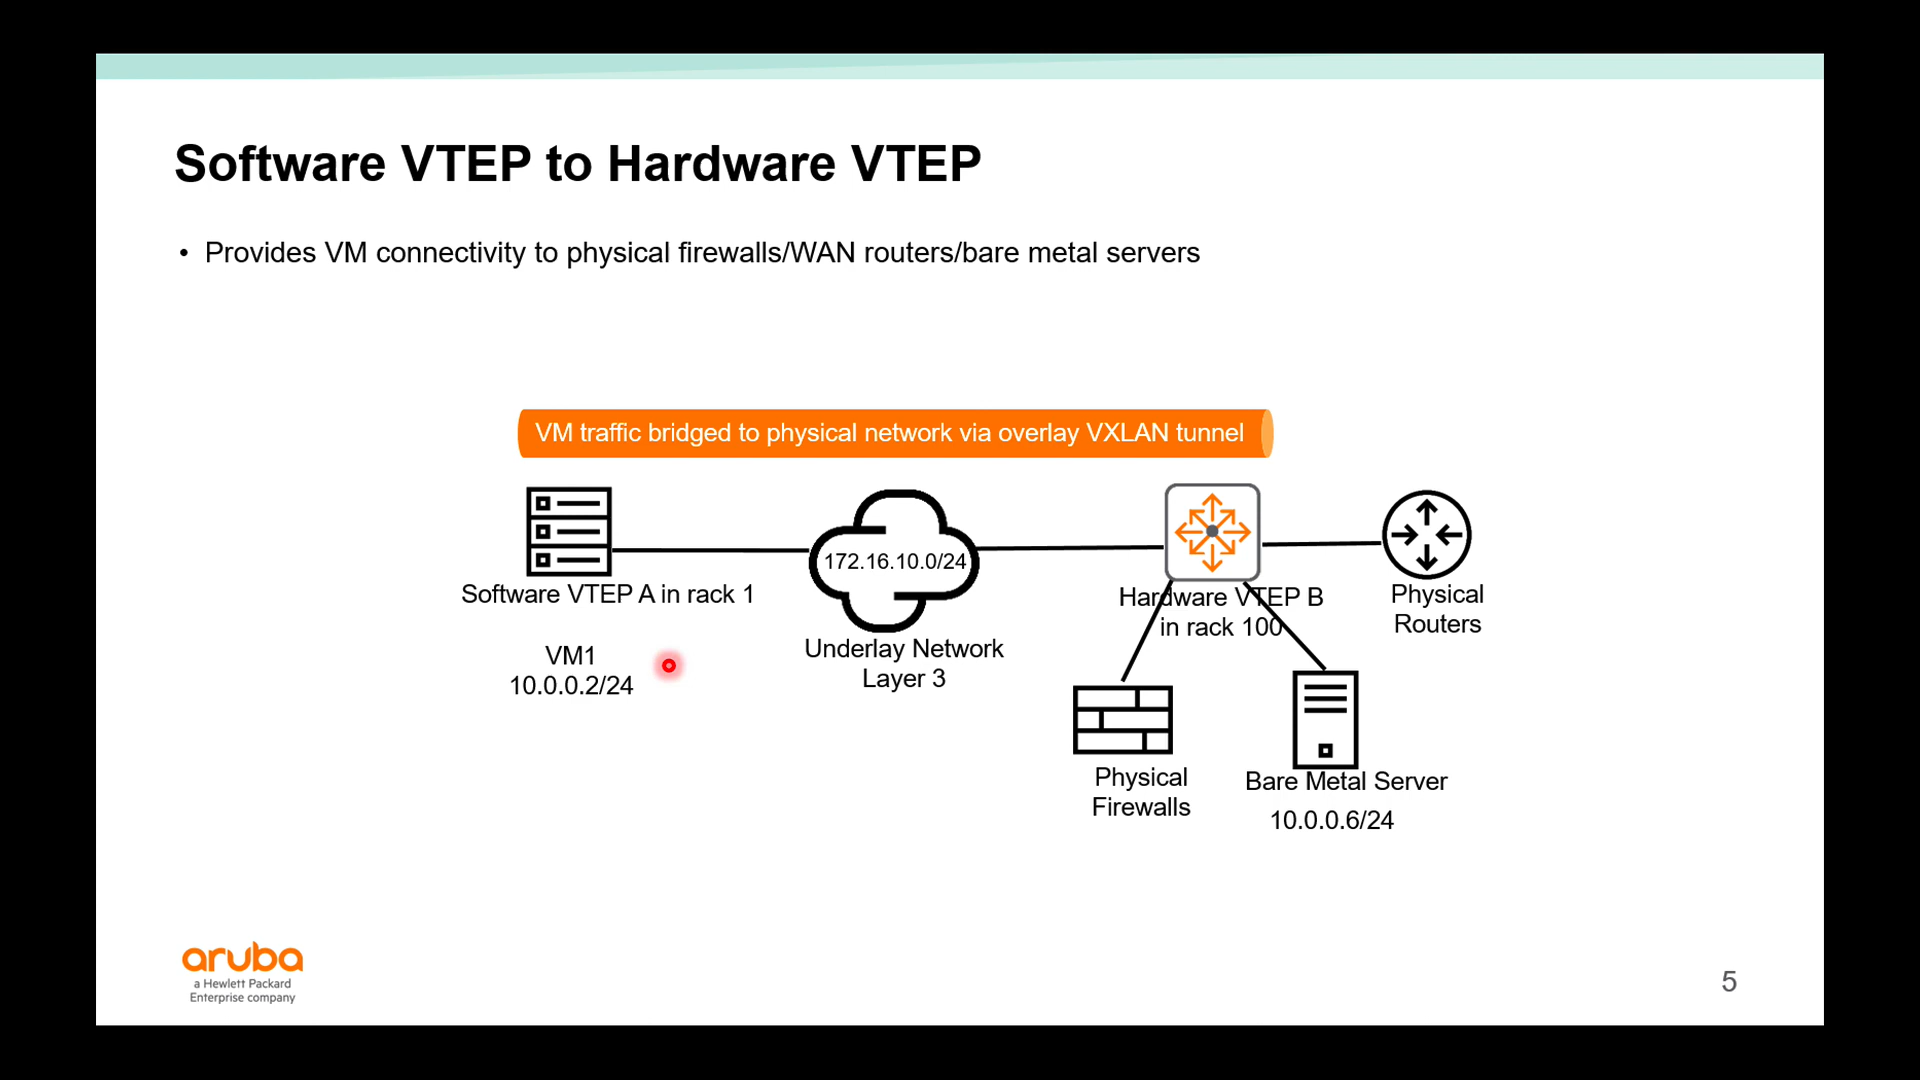 Software VTEP to Hardware VTEP
• Provides VM connectivity to physical firewalls/WAN routers/bare metal servers
VM traffic bridged to physical network via overlay VXLAN tunnel
172.16.10.0/24
Software VTEP A in rack 1
VM1
10.0.0.2/24
Underlay Network
Layer 3
Hardware VTEP B
in rack 100
Physical
Routers
Physical
Firewalls
Bare Metal Server
10.0.0.6/24
aruba
a Hewlett Packard
Enterprise company
5